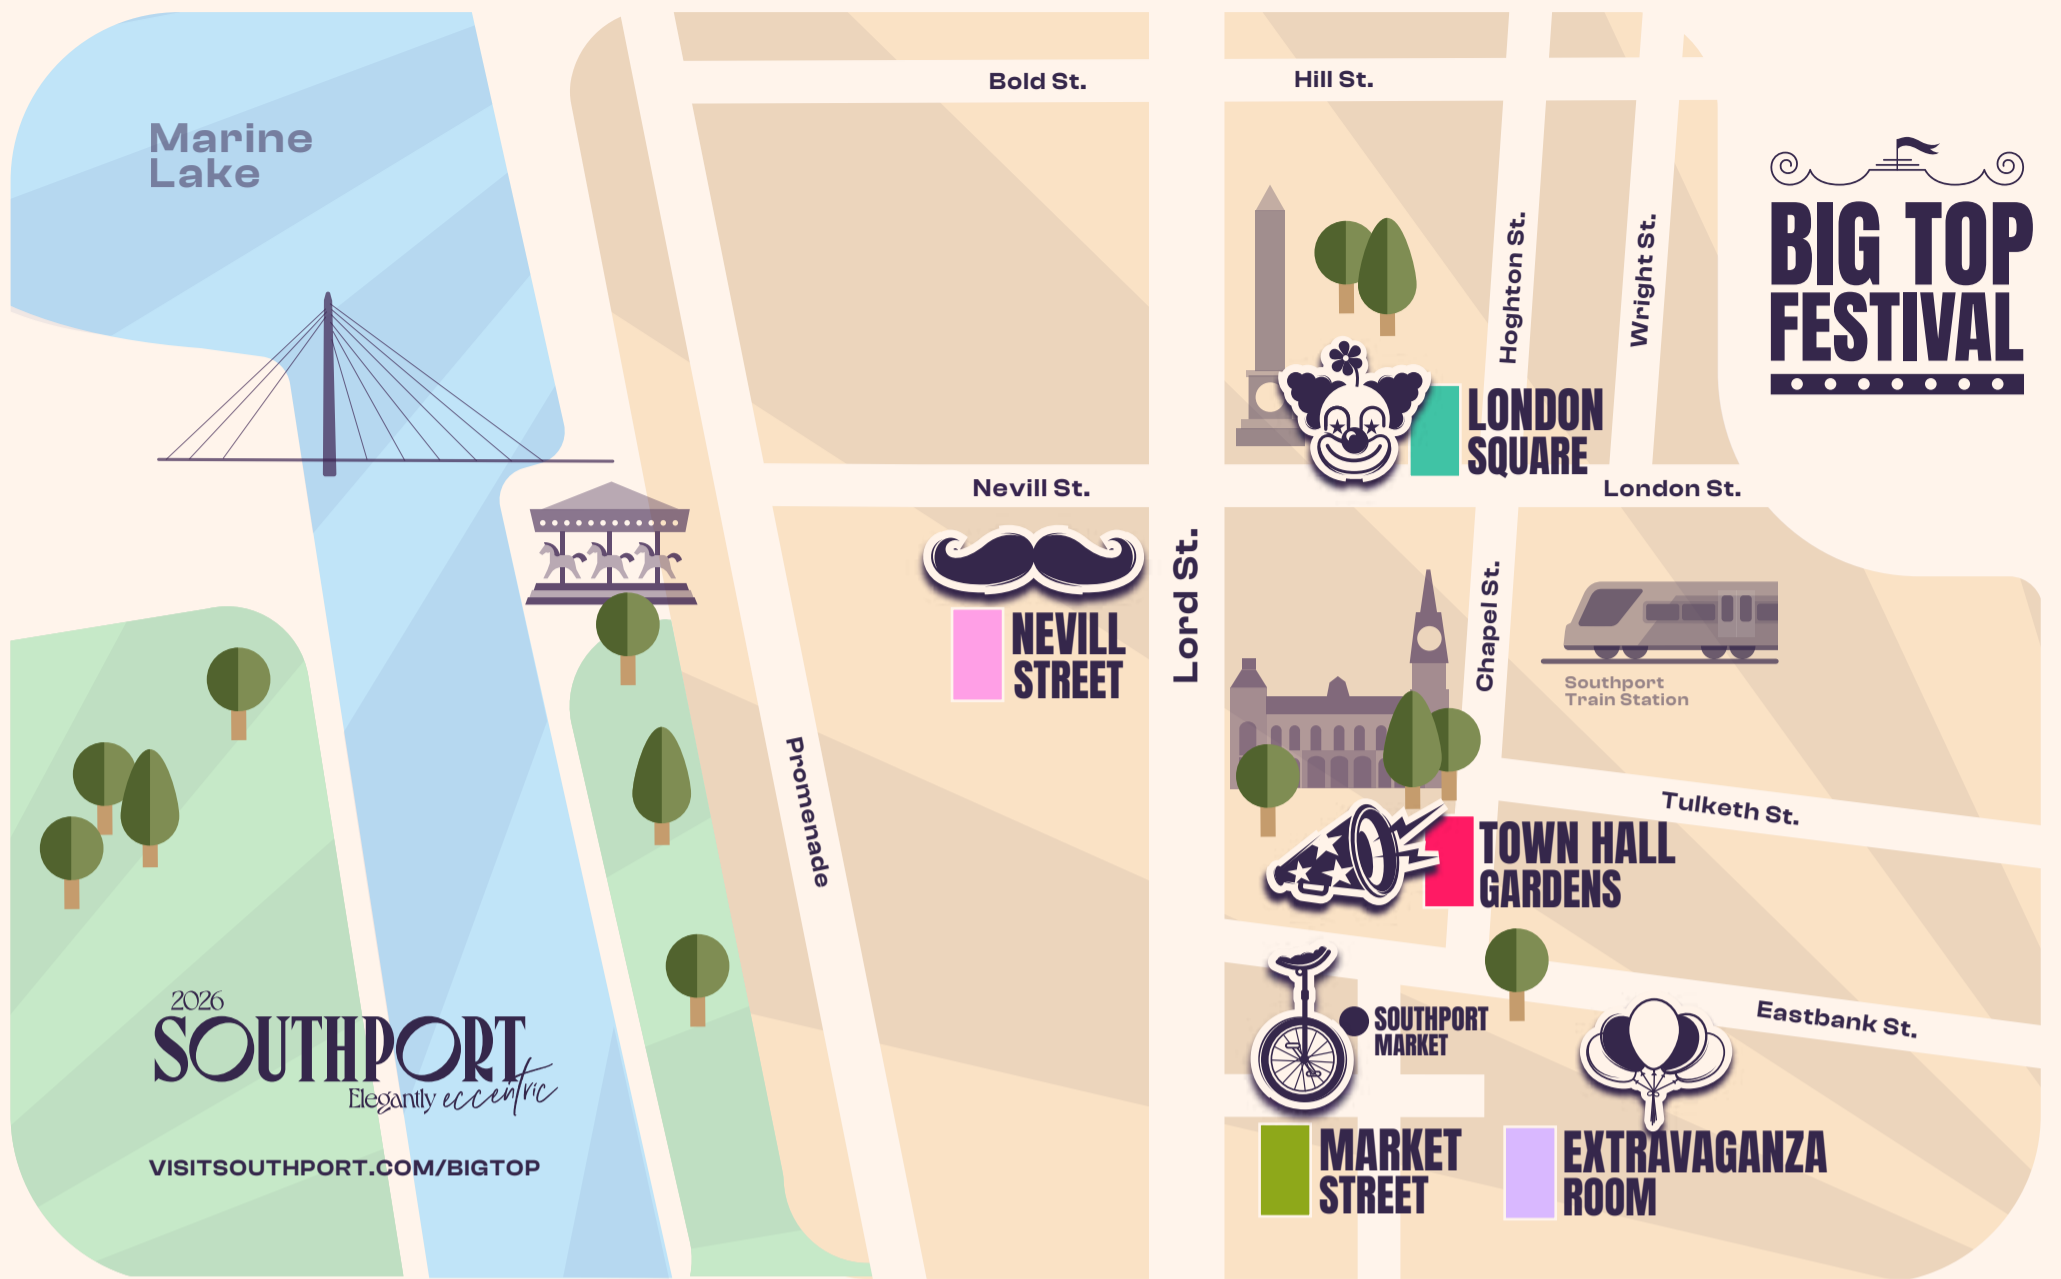 Bold St.
Hill St.
Marine
Lake
BIG TOP
FESTIVAL
Hoghton St.
Wright St.
LONDON
SQUARE
Nevill St.
London St.
Lord St.
NEVILL
STREET
Chapel St.
Southport
Train Station
Promenade
Tulketh St.
TOWN HALL
GARDENS
SOUTHPORT
MARKET
Eastbank St.
2026
SOUTHPORT
Elegantly eccentric
MARKET
STREET
EXTRAVAGANZA
ROOM
VISITSOUTHPORT.COM/BIGTOP